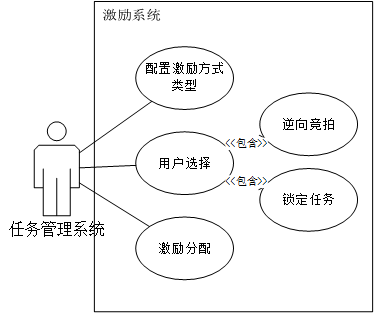 激励系统
配置激励方式
类型
逆向竟拍
<<包含>>
用户选择
<<包含>>
锁定任务
任务管理系统
激励分配